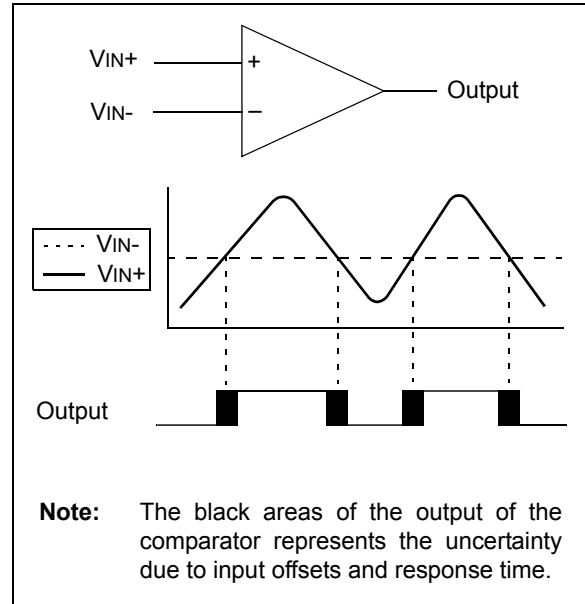 VIN+
+
Output
VIN-
–
VIN-
VIN+
Output
Note: The black areas of the output of the
comparator represents the uncertainty
due to input offsets and response time.